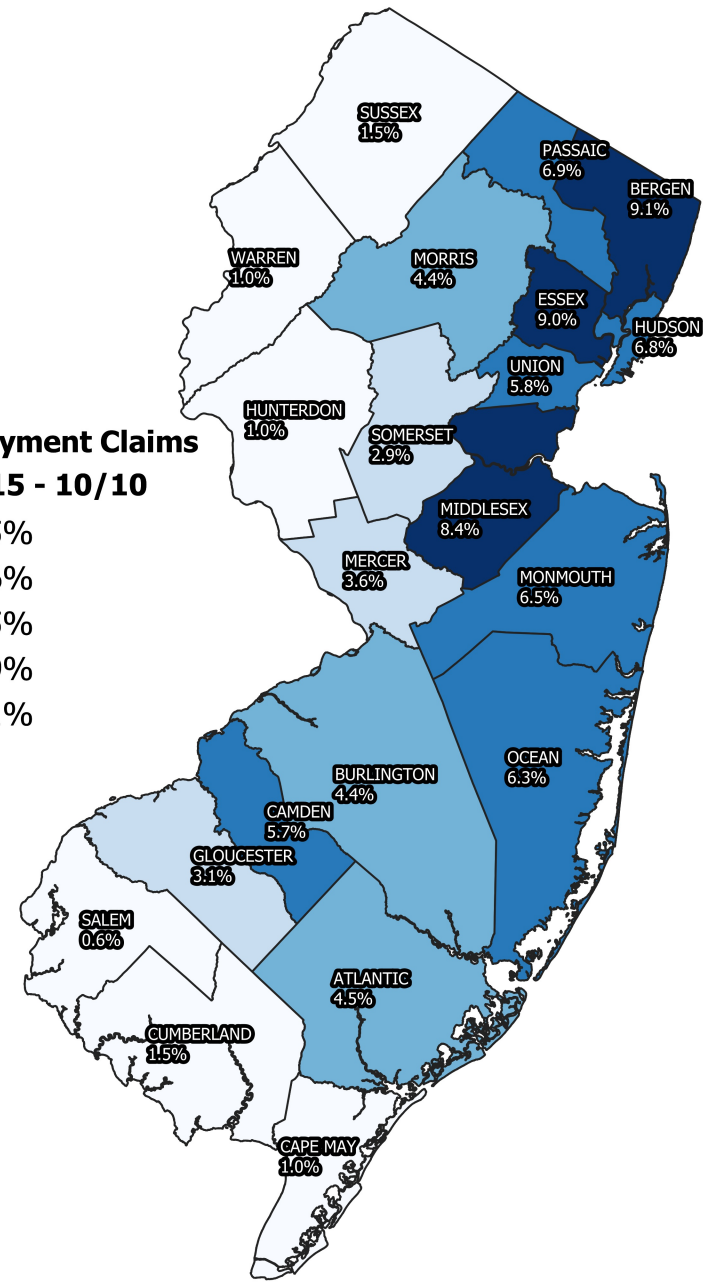 SUSSEX
1.5%
PASSAIC
6.9%
BERGEN
9.1%
WARREN
1.0%
MORRIS
4.4%
ESSEX
9.0%
HUDSON
6.8%
UNION
5.8%
HUNTERDON
1.0%
SOMERSET
2.9%
yment Claims
15 - 10/10
MIDDLESEX
8.4%
MERCER
3.6%
MONMOUTH
6.5%
OCEAN
6.3%
BURLINGTON
4.4%
CAMDEN
5.7%
GLOUCESTER
3.1%
SALEM
0.6%
ATLANTIC
4.5%
CUMBERLAND
1.5%
CAPE MAY
1.0%